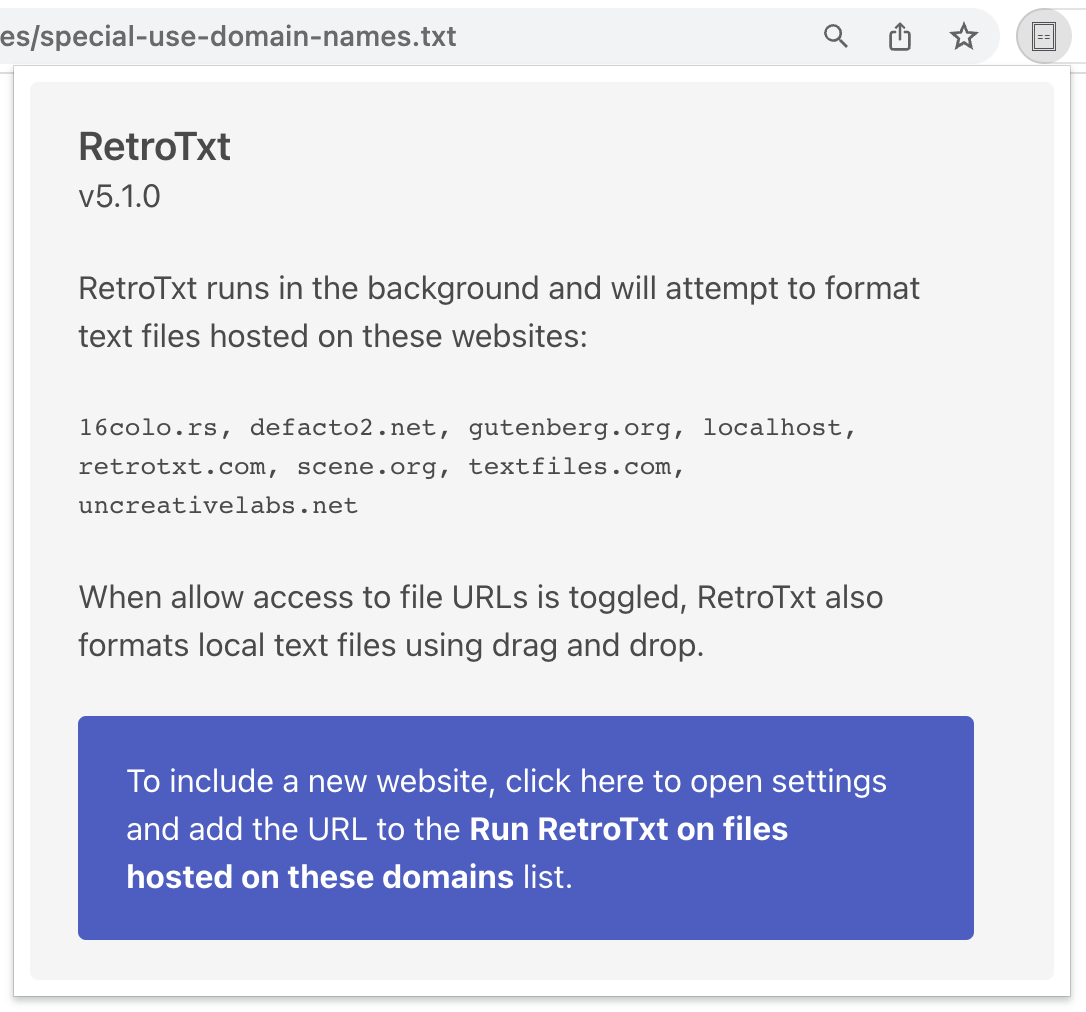 es/special-use-domain-names.txt
RetroTxt
v5.1.0
RetroTxt runs in the background and will attempt to format
text files hosted on these websites:
16colo.rs, defacto2.net, gutenberg.org, localhost,
retrotxt.com, scene.org, textfiles.com,
uncreativelabs.net
When allow access to file URLs is toggled, RetroTxt also
formats local text files using drag and drop.
To include a new website, click here to open settings
and add the URL to the Run RetroTxt on files
hosted on these domains list.